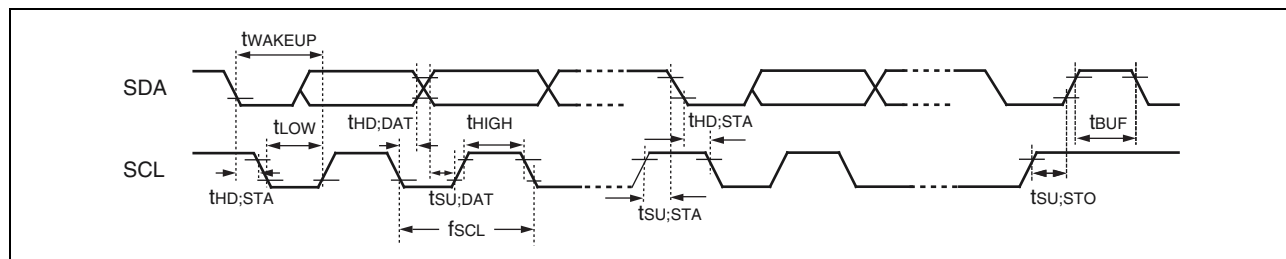 tWAKEUP
SDA
tLOW
tHD;DAT
tHIGH
tHD;STA
tBUF
SCL
tHD;STA
tSU;DAT
tSU;STA
tSU;STO
fSCL